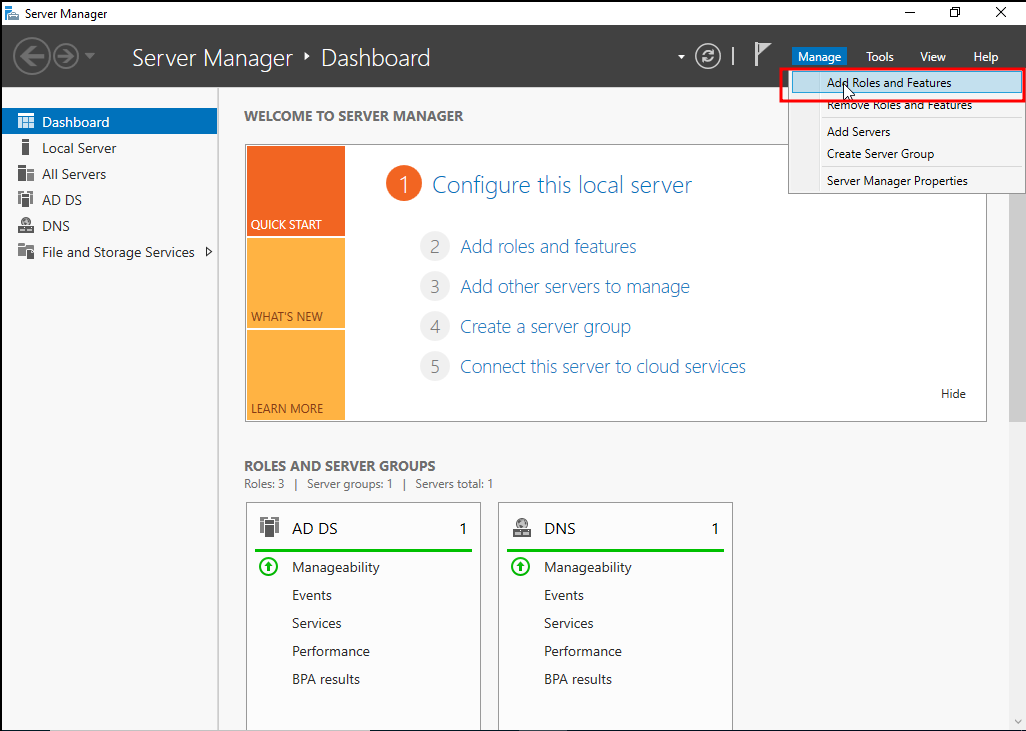 Server Manager
Server Manager ‣ Dashboard
Manage Tools View Help
Add Roles and Features
Remove Roles and Features
Add Servers
Create Server Group
Server Manager Properties
Dashboard
Local Server
All Servers
AD DS
DNS
File and Storage Services
WELCOME TO SERVER MANAGER
QUICK START
WHAT'S NEW
LEARN MORE
1 Configure this local server
2 Add roles and features
3 Add other servers to manage
4 Create a server group
5 Connect this server to cloud services
Hide
ROLES AND SERVER GROUPS
Roles: 3 | Server groups: 1 | Servers total: 1
AD DS 1
Manageability
Events
Services
Performance
BPA results
DNS 1
Manageability
Events
Services
Performance
BPA results